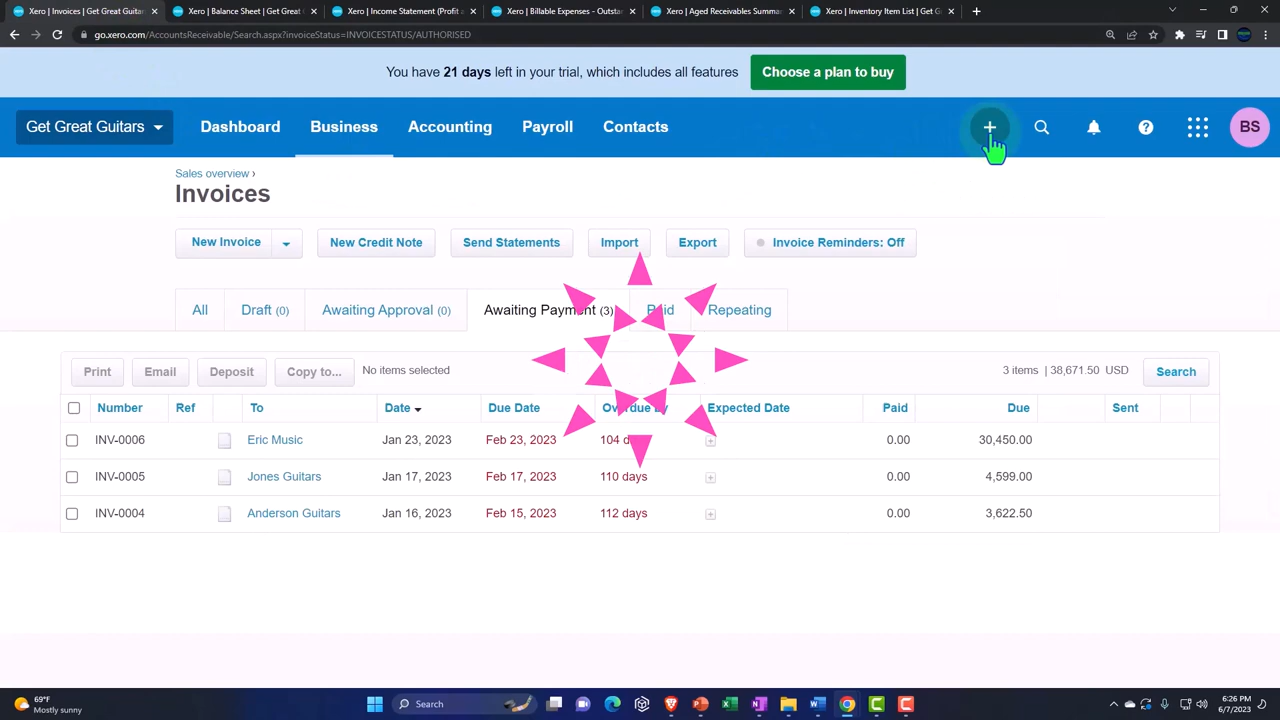 Xero | Invoices | Get Great Guitars
Xero | Balance Sheet | Get Great
Xero | Income Statement (Profit a
Xero | Billable Expenses - Outsta
Xero | Aged Receivables Summa
Xero | Inventory Item List | Get G
go.xero.com/AccountsReceivable/Search.aspx?invoiceStatus=INVOICESTATUS/AUTHORISED
You have 21 days left in your trial, which includes all features
Choose a plan to buy
Get Great Guitars
Dashboard
Business
Accounting
Payroll
Contacts
BS
Sales overview ›
Invoices
New Invoice
New Credit Note
Send Statements
Import
Export
Invoice Reminders: Off
All
Draft (0)
Awaiting Approval (0)
Awaiting Payment (3)
Paid
Repeating
Print
Email
Deposit
Copy to...
No items selected
3 items | 38,671.50 USD
Search
Number Ref To Date Due Date Overdue By Expected Date Paid Due Sent
INV-0006 Eric Music Jan 23, 2023 Feb 23, 2023 104 0.00 30,450.00
INV-0005 Jones Guitars Jan 17, 2023 Feb 17, 2023 110 days 0.00 4,599.00
INV-0004 Anderson Guitars Jan 16, 2023 Feb 15, 2023 112 days 0.00 3,622.50
69°F
Mostly sunny
Search
6:26 PM
6/7/2023